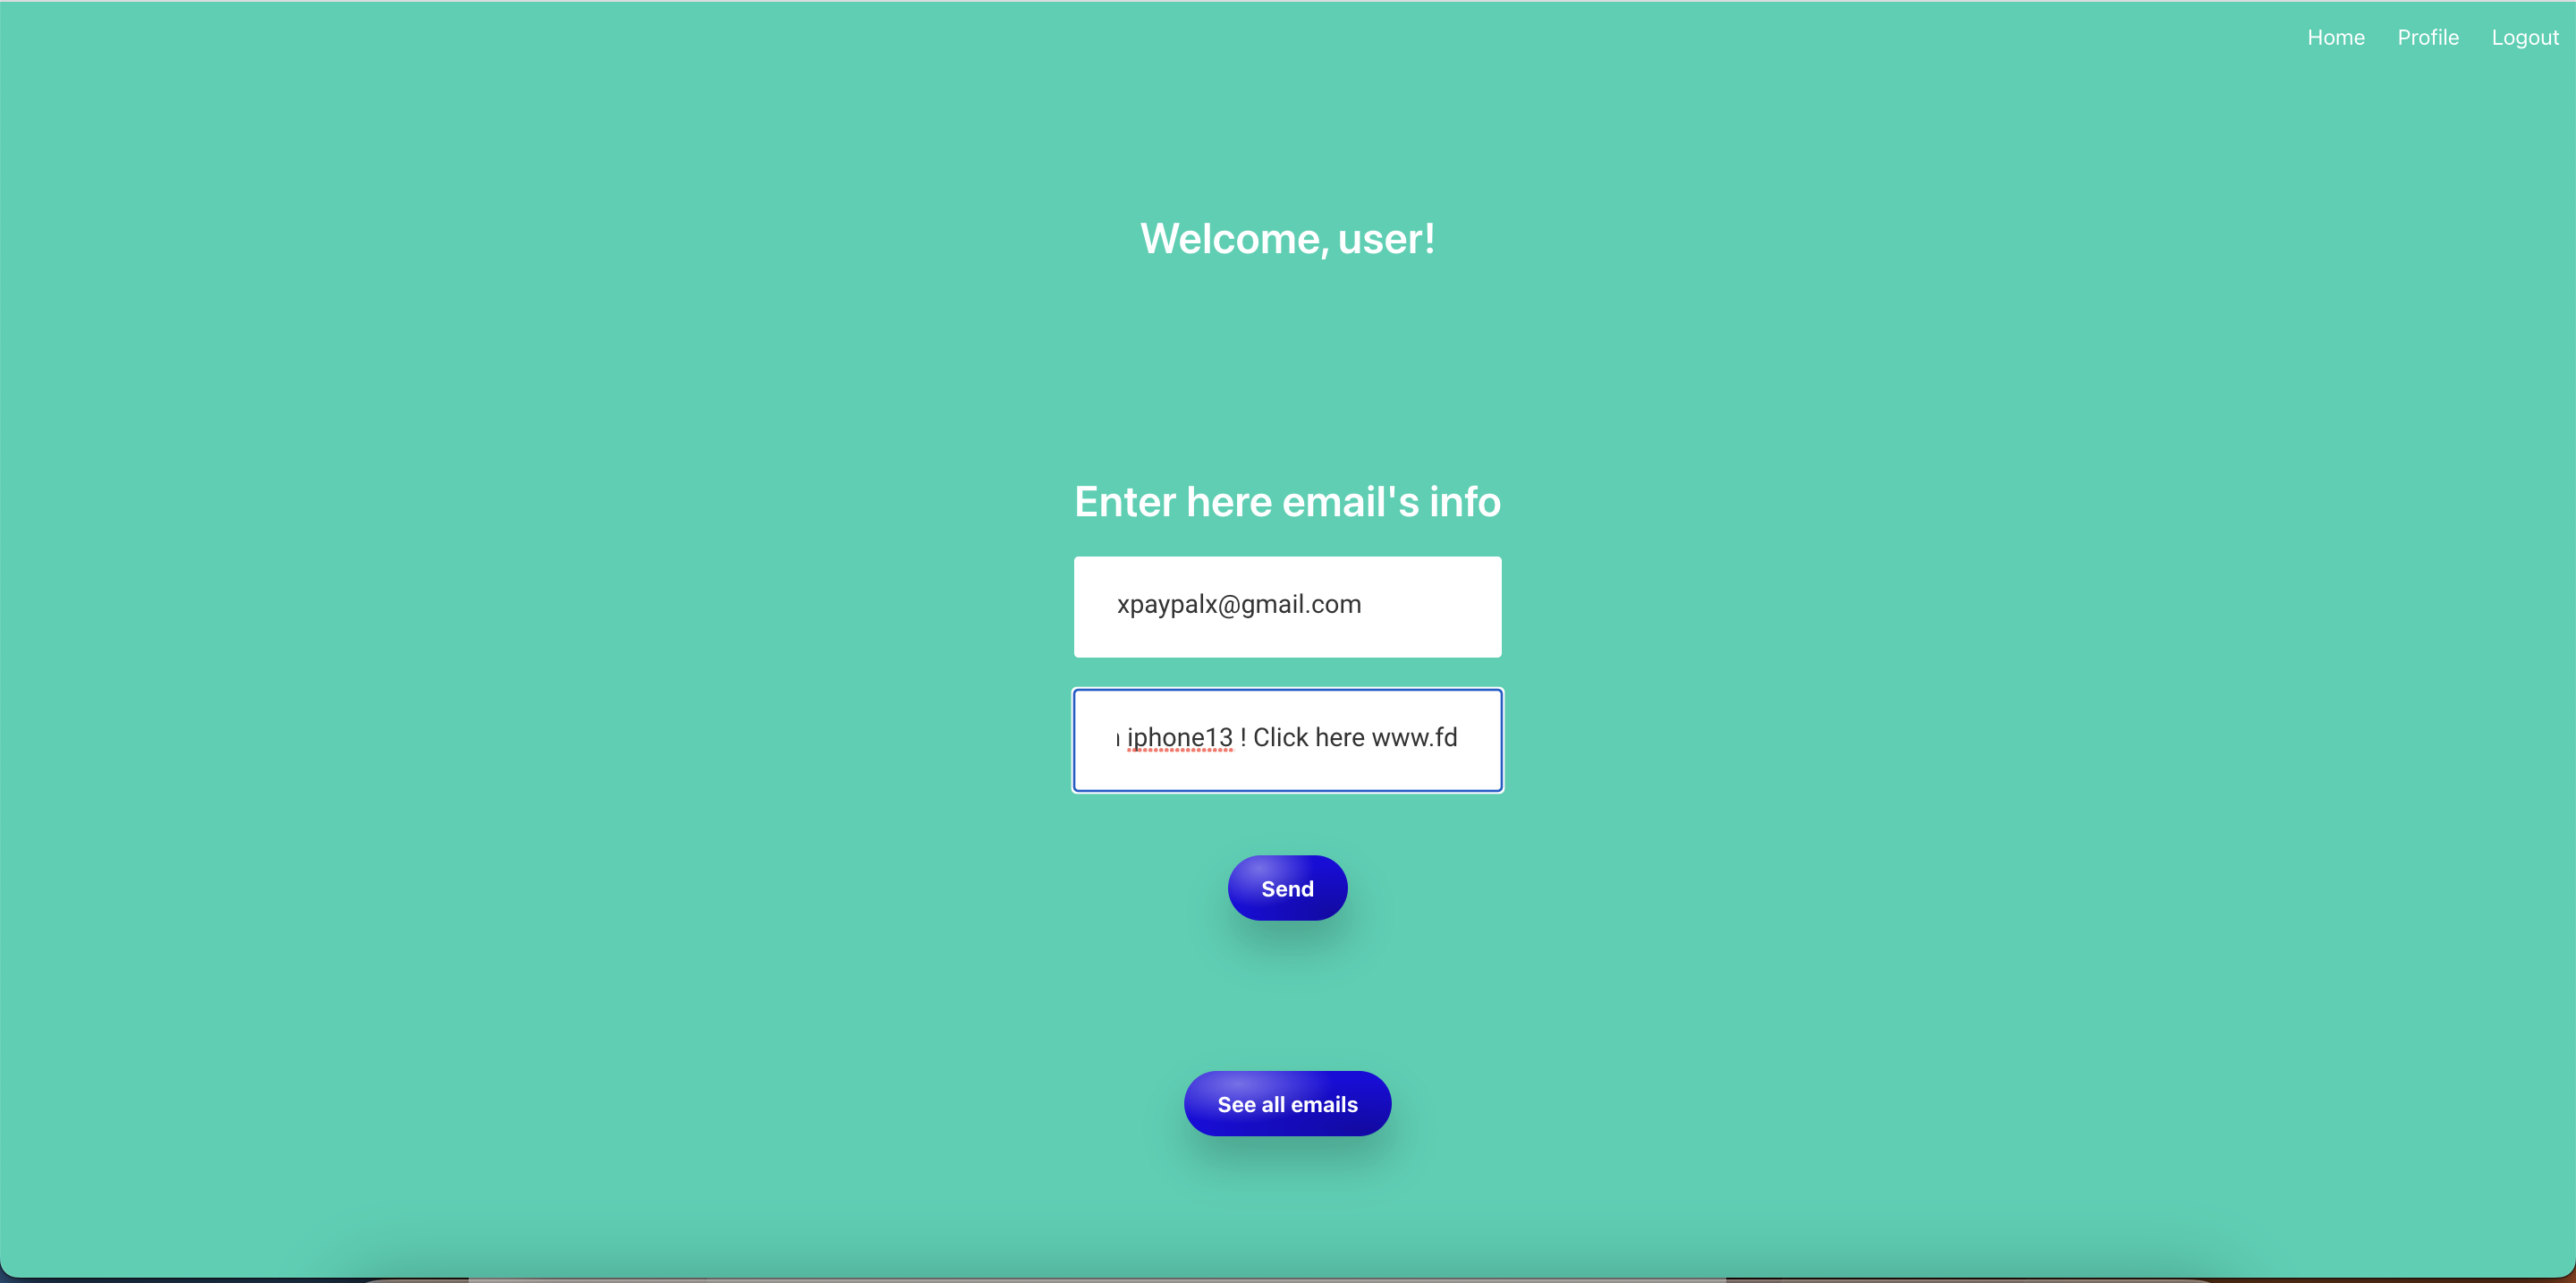 Home Profile Logout
Welcome, user!
Enter here email's info
xpaypalx@gmail.com
iphone13 ! Click here www.fd
Send
See all emails